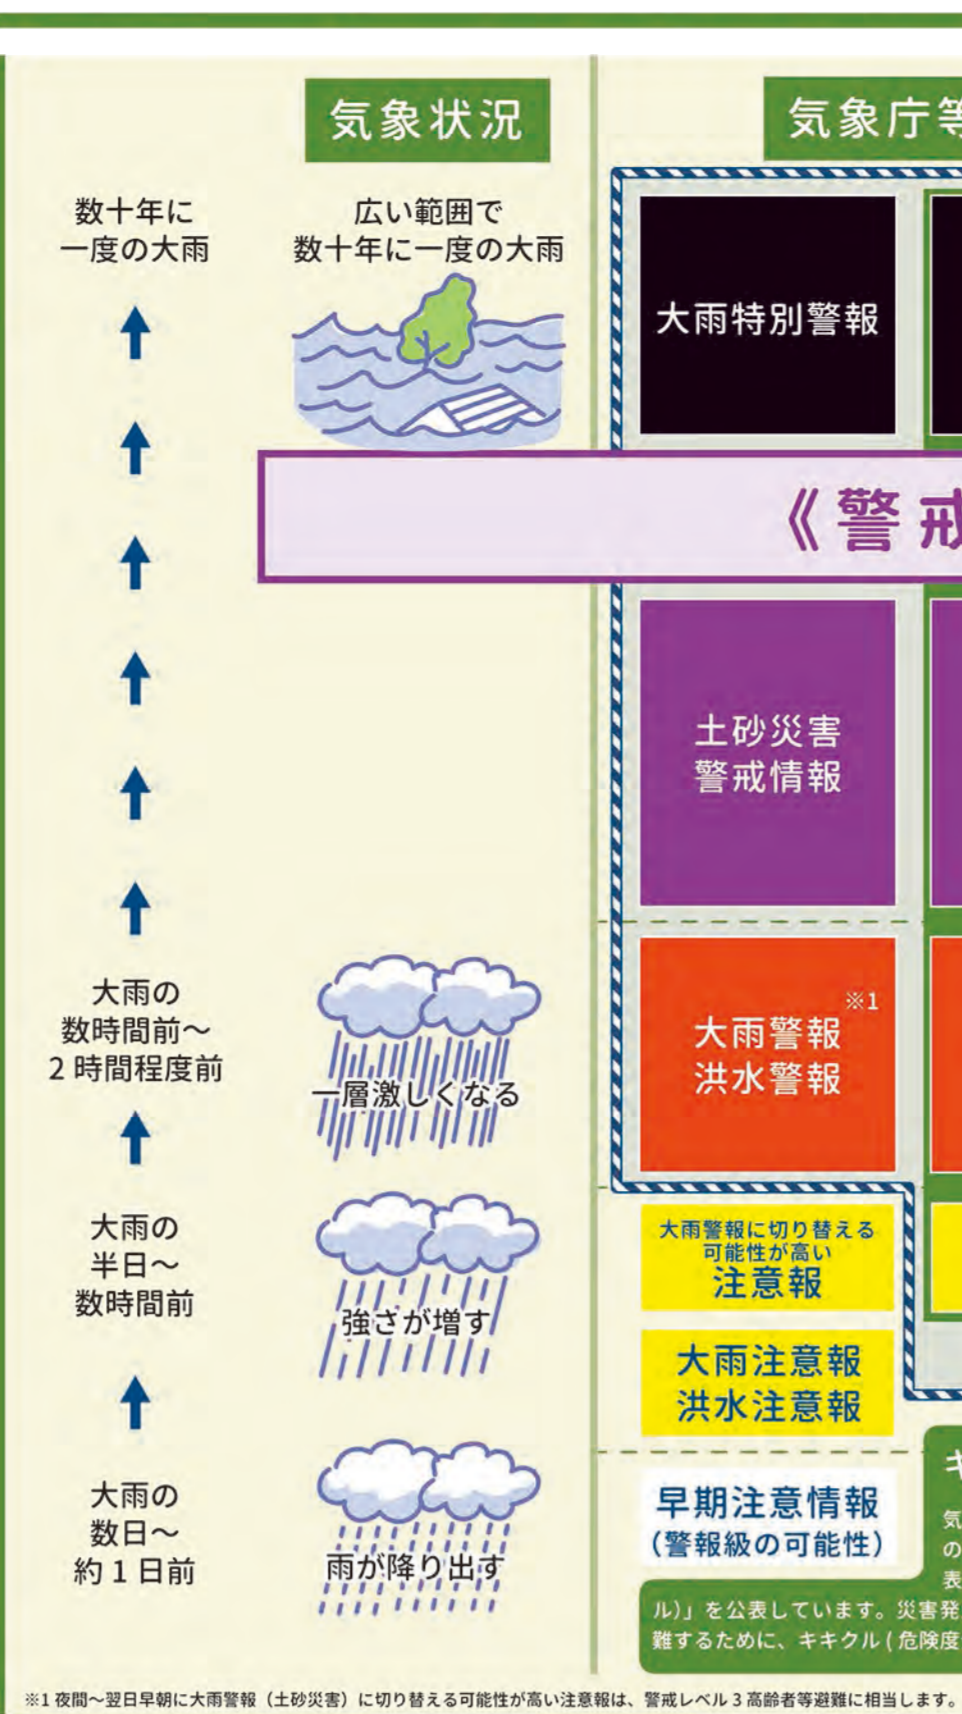 気象状況
気象庁等
数十年に
一度の大雨
広い範囲で
数十年に一度の大雨
大雨特別警報
《警戒
土砂災害
警戒情報
大雨の
数時間前～
2時間程度前
一層激しくなる
※1
大雨警報
洪水警報
大雨の
半日～
数時間前
強さが増す
大雨警報に切り替える
可能性が高い
注意報
大雨注意報
洪水注意報
大雨の
数日～
約1日前
雨が降り出す
早期注意情報
（警報級の可能性）
キ
気
の
表
ル）」を公表しています。災害発
難するために、キキクル(危険度
※1 夜間～翌日早朝に大雨警報（土砂災害）に切り替える可能性が高い注意報は、警戒レベル3高齢者等避難に相当します。